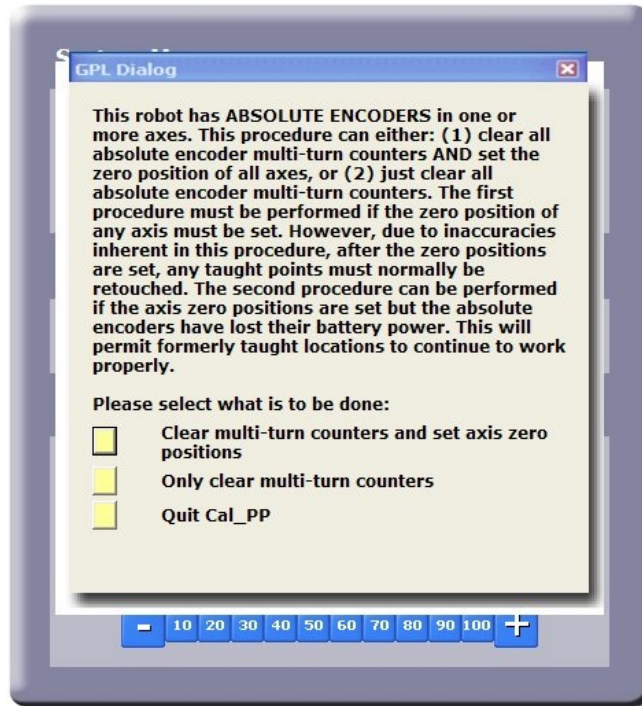 GPL Dialog
This robot has ABSOLUTE ENCODERS in one or
more axes. This procedure can either: (1) clear all
absolute encoder multi-turn counters AND set the
zero position of all axes, or (2) just clear all
absolute encoder multi-turn counters. The first
procedure must be performed if the zero position of
any axis must be set. However, due to inaccuracies
inherent in this procedure, after the zero positions
are set, any taught points must normally be
retouched. The second procedure can be performed
if the axis zero positions are set but the absolute
encoders have lost their battery power. This will
permit formerly taught locations to continue to work
properly.
Please select what is to be done:
Clear multi-turn counters and set axis zero
positions
Only clear multi-turn counters
Quit Cal_PP
- 10 20 30 40 50 60 70 80 90 100 +